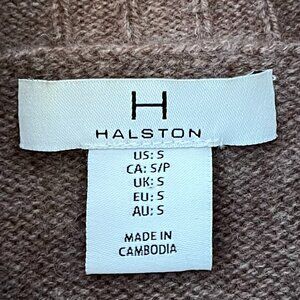 H
HALSTON
US: S
CA: S/P
UK: S
EU: S
AU: S
MADE IN
CAMBODIA